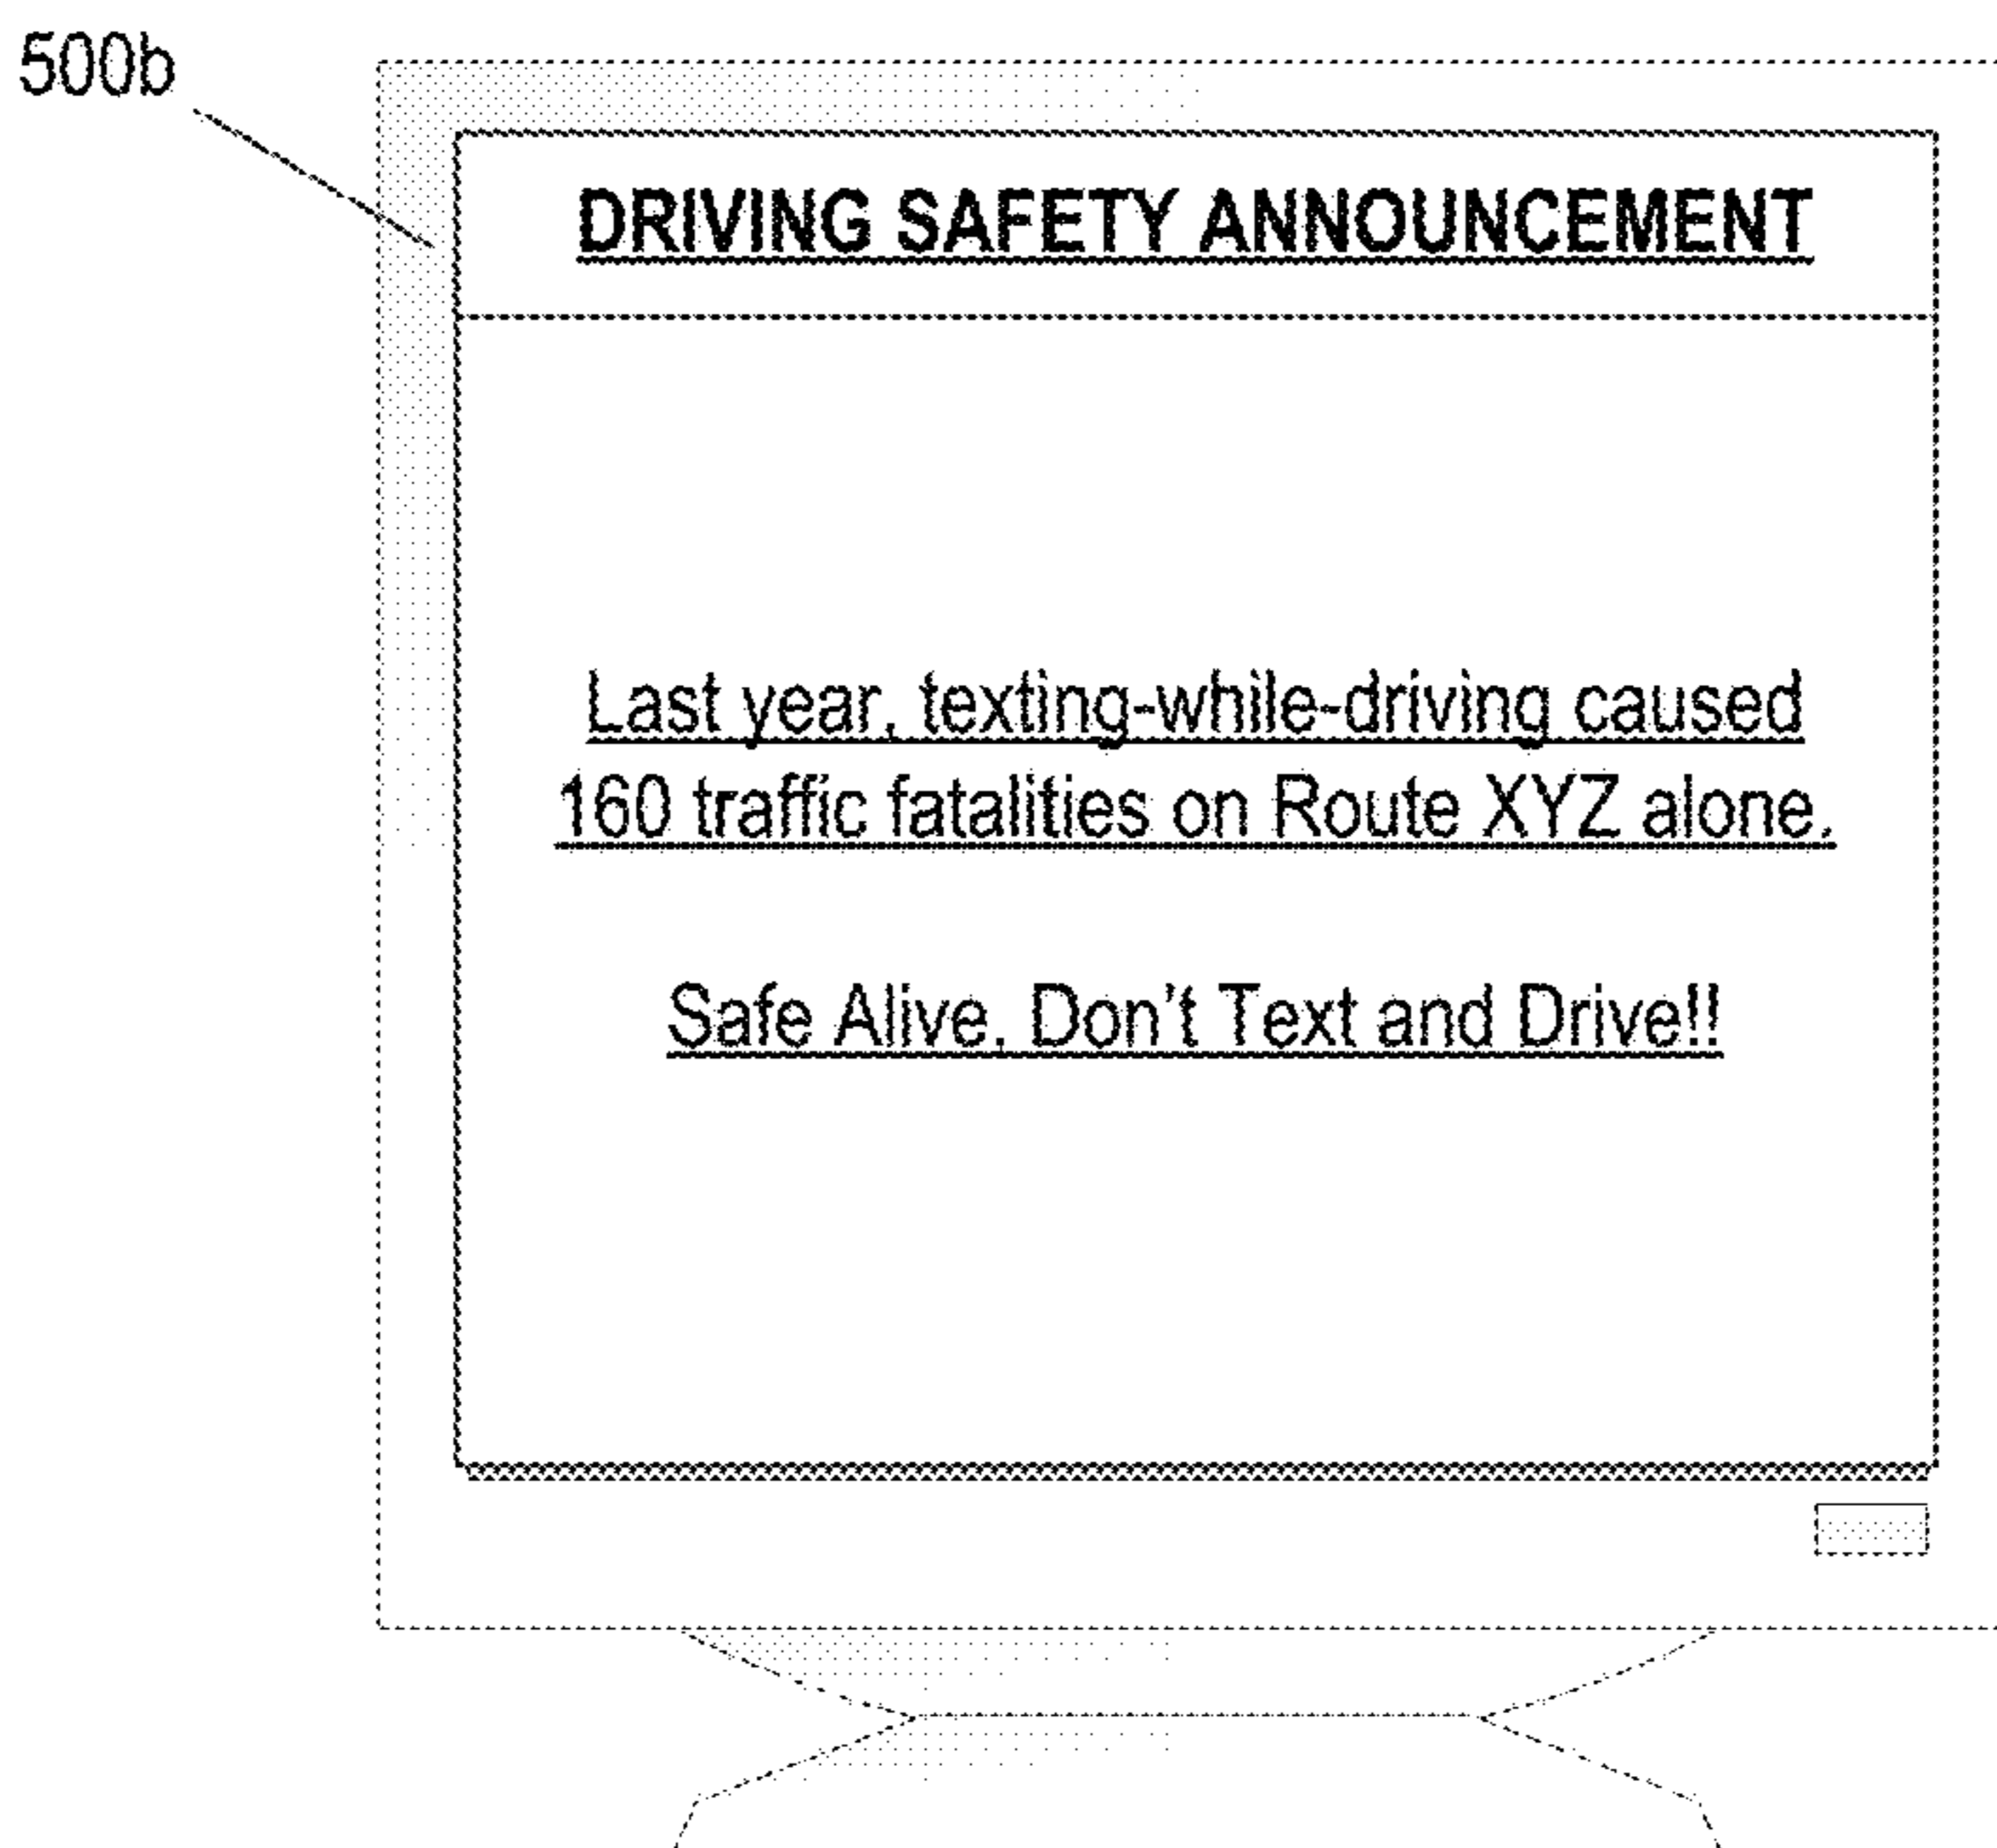 500b
DRIVING SAFETY ANNOUNCEMENT
Last year, texting-while-driving caused
160 traffic fatalities on Route XYZ alone.
Safe Alive. Don't Text and Drive!!